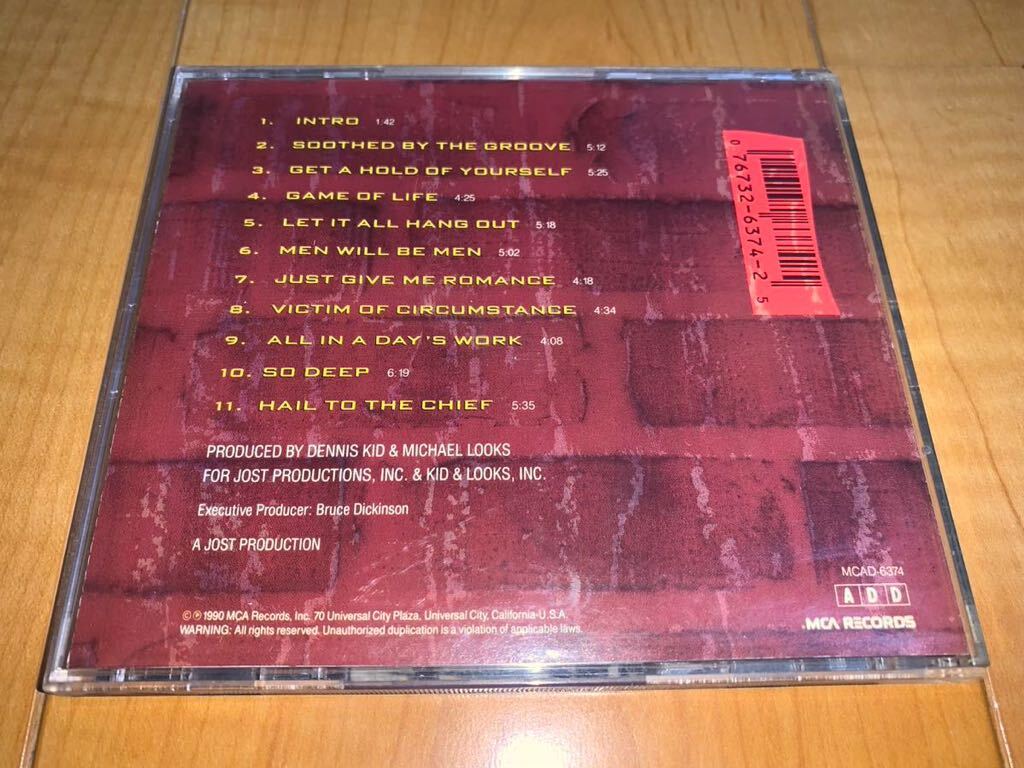 1. INTRO 1:42
2. SOOTHED BY THE GROOVE 5:12
3. GET A HOLD OF YOURSELF 5:25
4. GAME OF LIFE 4:25
5. LET IT ALL HANG OUT 5:18
6. MEN WILL BE MEN 5:02
7. JUST GIVE ME ROMANCE 4:18
8. VICTIM OF CIRCUMSTANCE 4:34
9. ALL IN A DAY'S WORK 4:08
10. SO DEEP 6:19
11. HAIL TO THE CHIEF 5:35
0 76732-6374-2 5
PRODUCED BY DENNIS KID & MICHAEL LOOKS
FOR JOST PRODUCTIONS, INC. & KID & LOOKS, INC.
Executive Producer: Bruce Dickinson
A JOST PRODUCTION
MCAD-6374
A D D
.MCA RECORDS
© ℗ 1990 MCA Records, Inc. 70 Universal City Plaza, Universal City, California-U.S.A.
WARNING: All rights reserved. Unauthorized duplication is a violation of applicable laws.